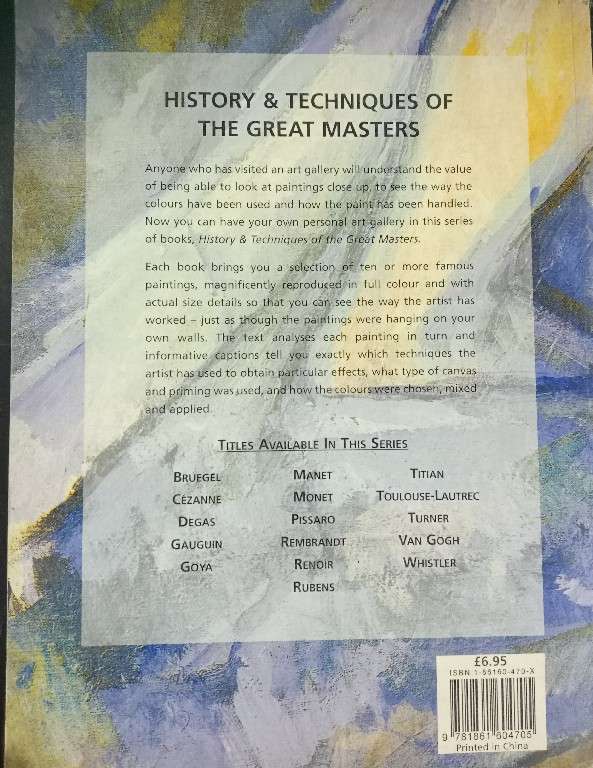 HISTORY & TECHNIQUES OF
THE GREAT MASTERS
Anyone who has visited an art gallery will understand the value
of being able to look at paintings close up, to see the way the
colours have been used and how the paint has been handled.
Now you can have your own personal art gallery in this series
of books, History & Techniques of the Great Masters.
Each book brings you a selection of ten or more famous
paintings, magnificently reproduced in full colour and with
actual size details so that you can see the way the artist has
worked – just as though the paintings were hanging on your
own walls. The text analyses each painting in turn and
informative captions tell you exactly which techniques the
artist has used to obtain particular effects, what type of canvas
and priming was used, and how the colours were chosen, mixed
and applied.
TITLES AVAILABLE IN THIS SERIES
BRUEGEL MANET TITIAN
CÉZANNE MONET TOULOUSE-LAUTREC
DEGAS PISSARO TURNER
GAUGUIN REMBRANDT VAN GOGH
GOYA RENOIR WHISTLER
RUBENS
£6.95
ISBN 1-86160-470-X
9 781861 604705
Printed in China